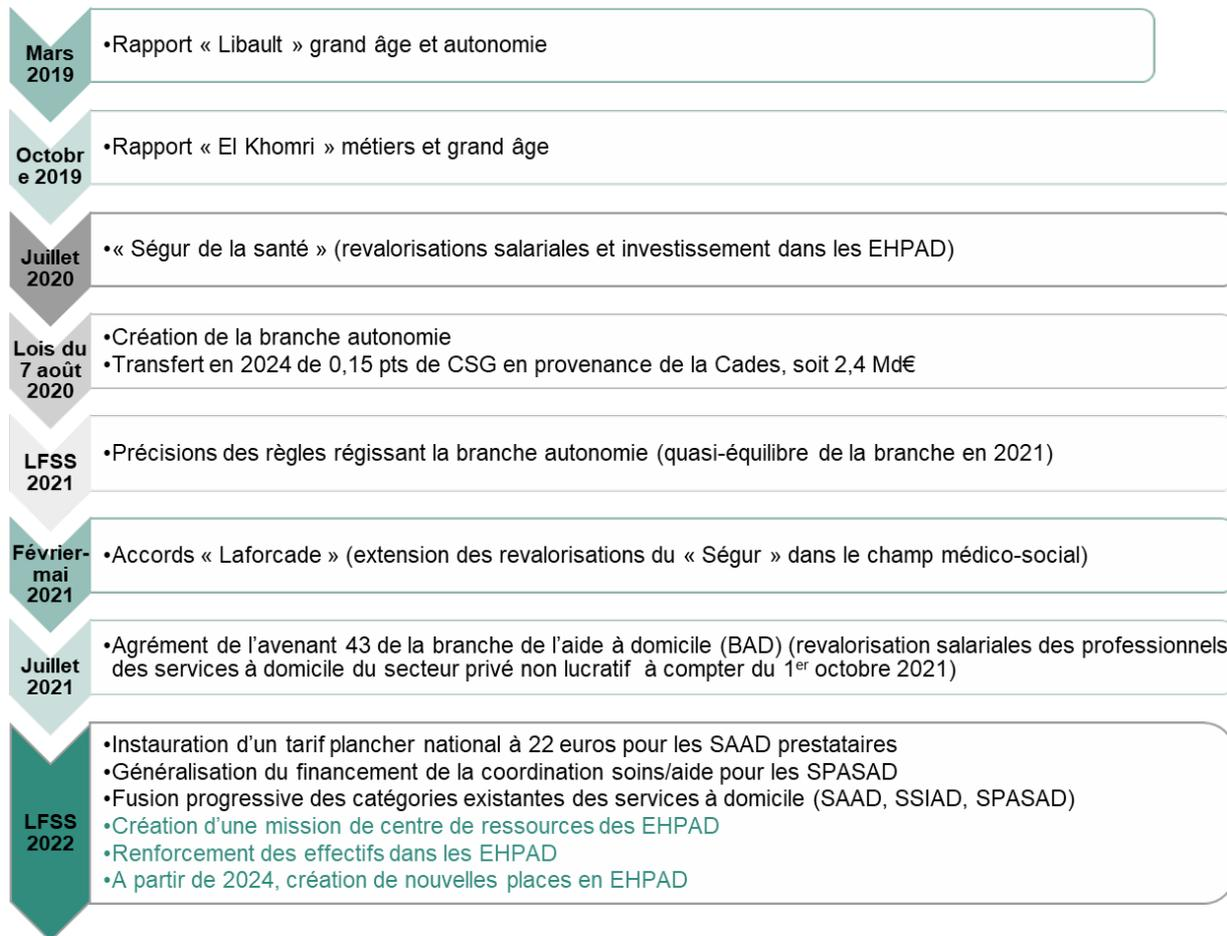 Mars
2019
•Rapport « Libault » grand âge et autonomie
Octobr
e 2019
•Rapport « El Khomri » métiers et grand âge
Juillet
2020
•« Ségur de la santé » (revalorisations salariales et investissement dans les EHPAD)
Lois du
7 août
2020
•Création de la branche autonomie
•Transfert en 2024 de 0,15 pts de CSG en provenance de la Cades, soit 2,4 Md€
LFSS
2021
•Précisions des règles régissant la branche autonomie (quasi-équilibre de la branche en 2021)
Février-
mai
2021
•Accords « Laforcade » (extension des revalorisations du « Ségur » dans le champ médico-social)
Juillet
2021
•Agrément de l’avenant 43 de la branche de l’aide à domicile (BAD) (revalorisation salariales des professionnels
des services à domicile du secteur privé non lucratif à compter du 1er octobre 2021)
LFSS
2022
•Instauration d’un tarif plancher national à 22 euros pour les SAAD prestataires
•Généralisation du financement de la coordination soins/aide pour les SPASAD
•Fusion progressive des catégories existantes des services à domicile (SAAD, SSIAD, SPASAD)
•Création d’une mission de centre de ressources des EHPAD
•Renforcement des effectifs dans les EHPAD
•A partir de 2024, création de nouvelles places en EHPAD